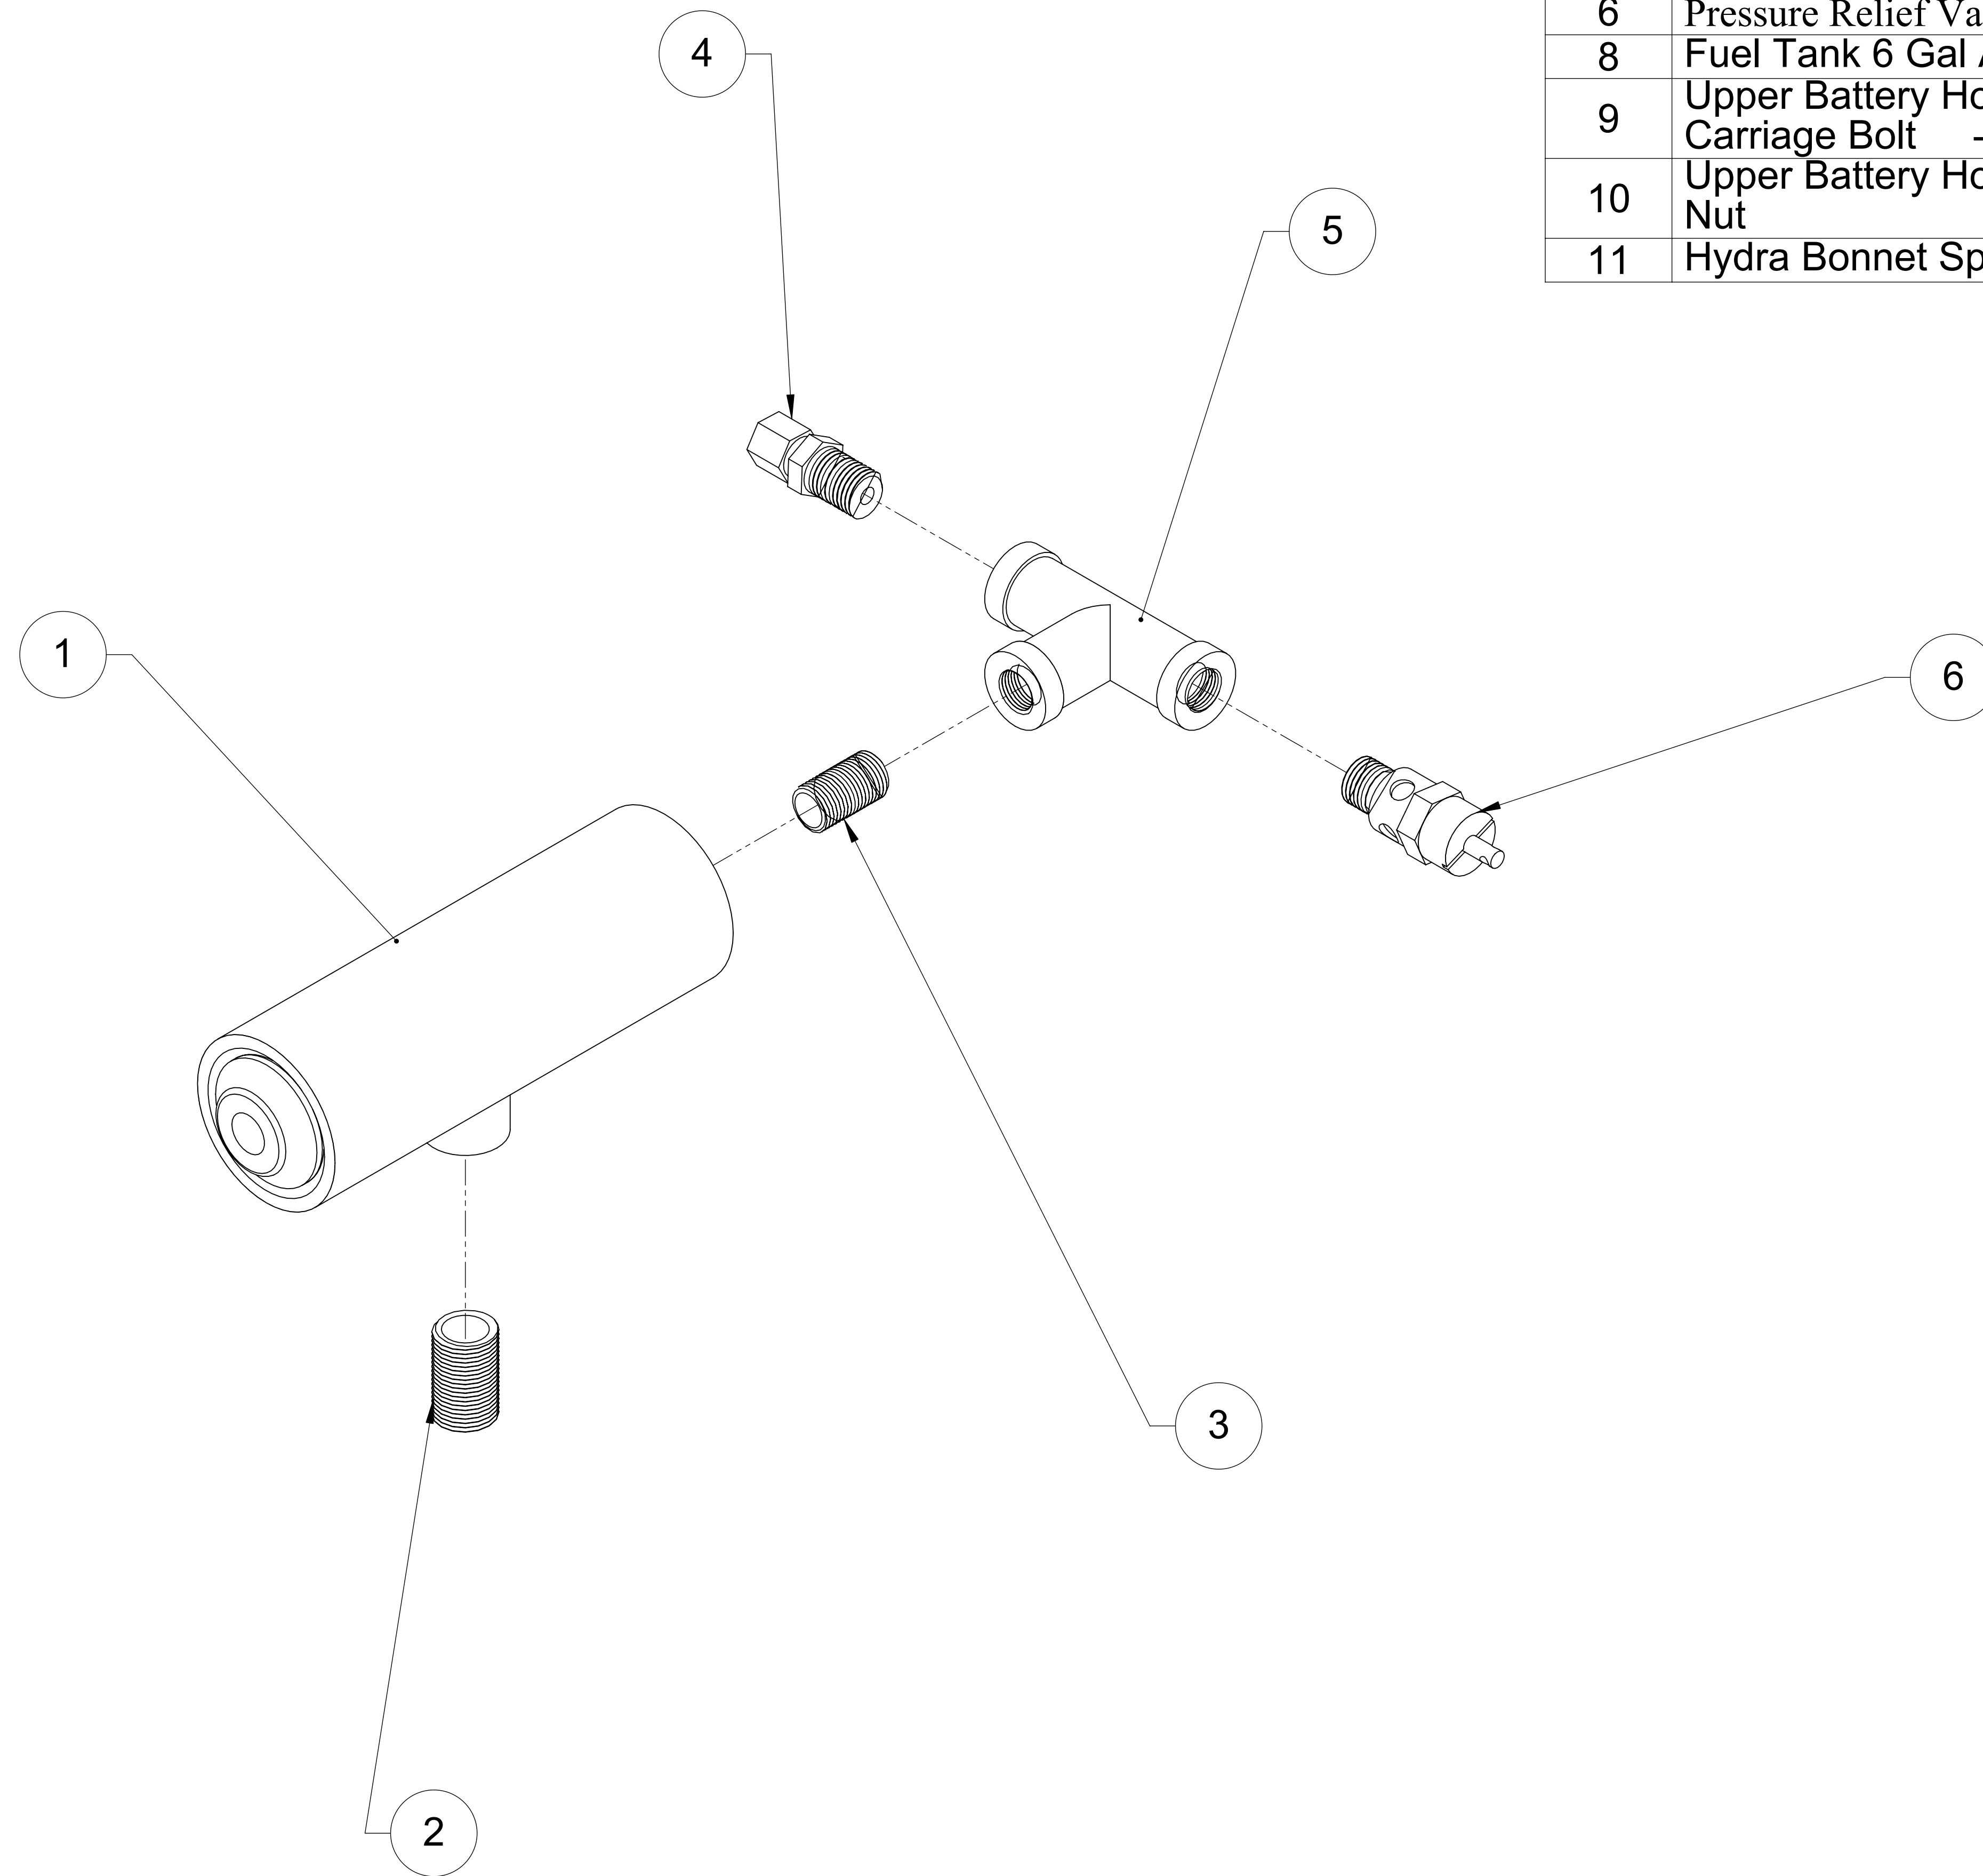 6 Pressure Relief Va
8 Fuel Tank 6 Gal
9 Upper Battery Ho
Carriage Bolt -
10 Upper Battery Ho
Nut
11 Hydra Bonnet Sp
4
5
1
6
3
2